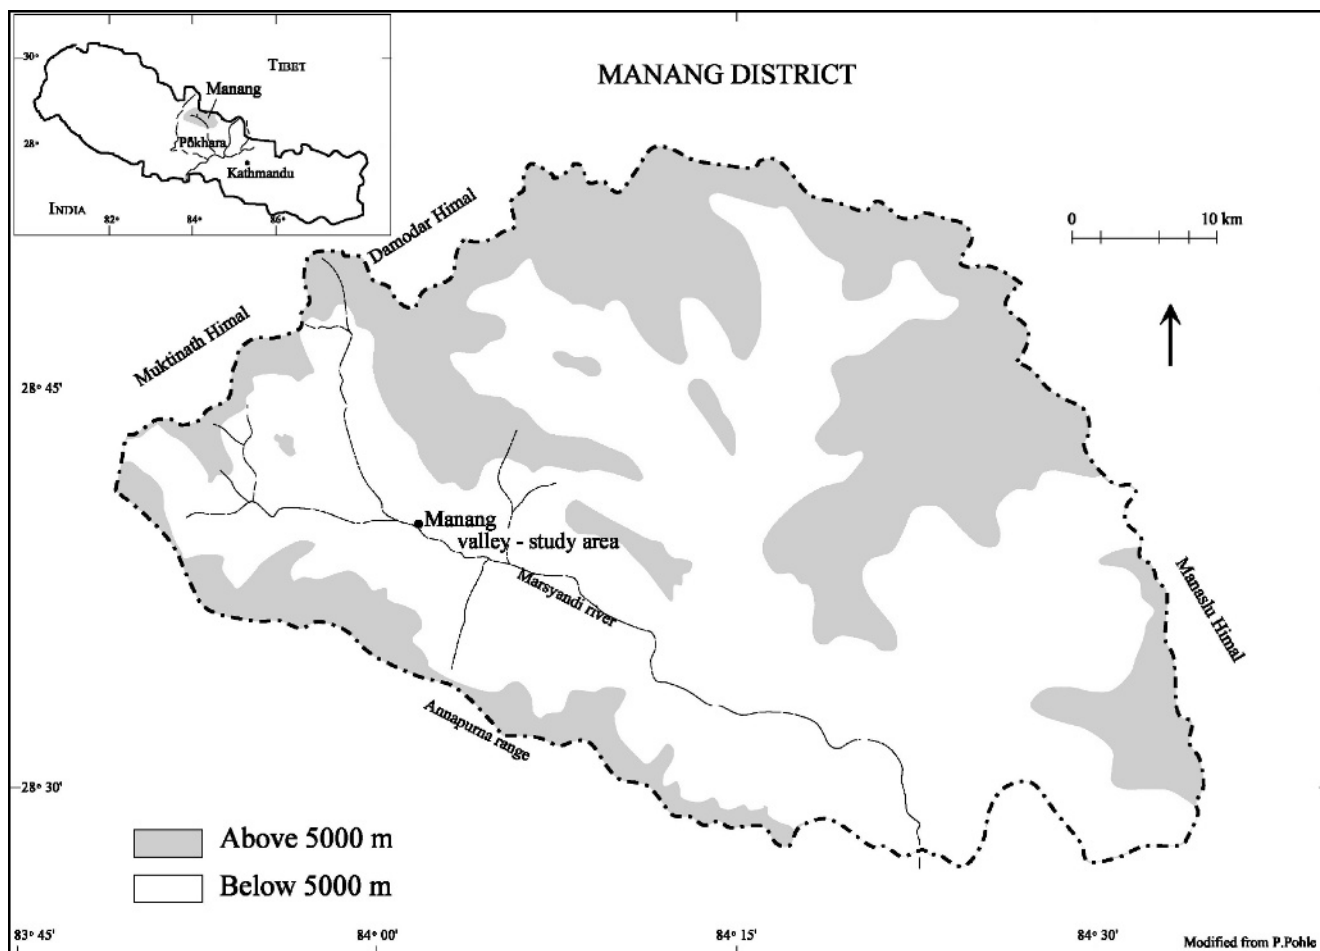 MANANG DISTRICT
30°
TIBET
Manang
28°
Pokhara
Kathmandu
INDIA
82°
84°
86°
Damodar Himal
0 10 km
Muktinath Himal
28° 45'
Manang
valley - study area
Marsyandi river
Manaslu Himal
Annapurna range
28° 30'
Above 5000 m
Below 5000 m
83° 45'
84° 00'
84° 15'
84° 30'
Modified from P.Pohle